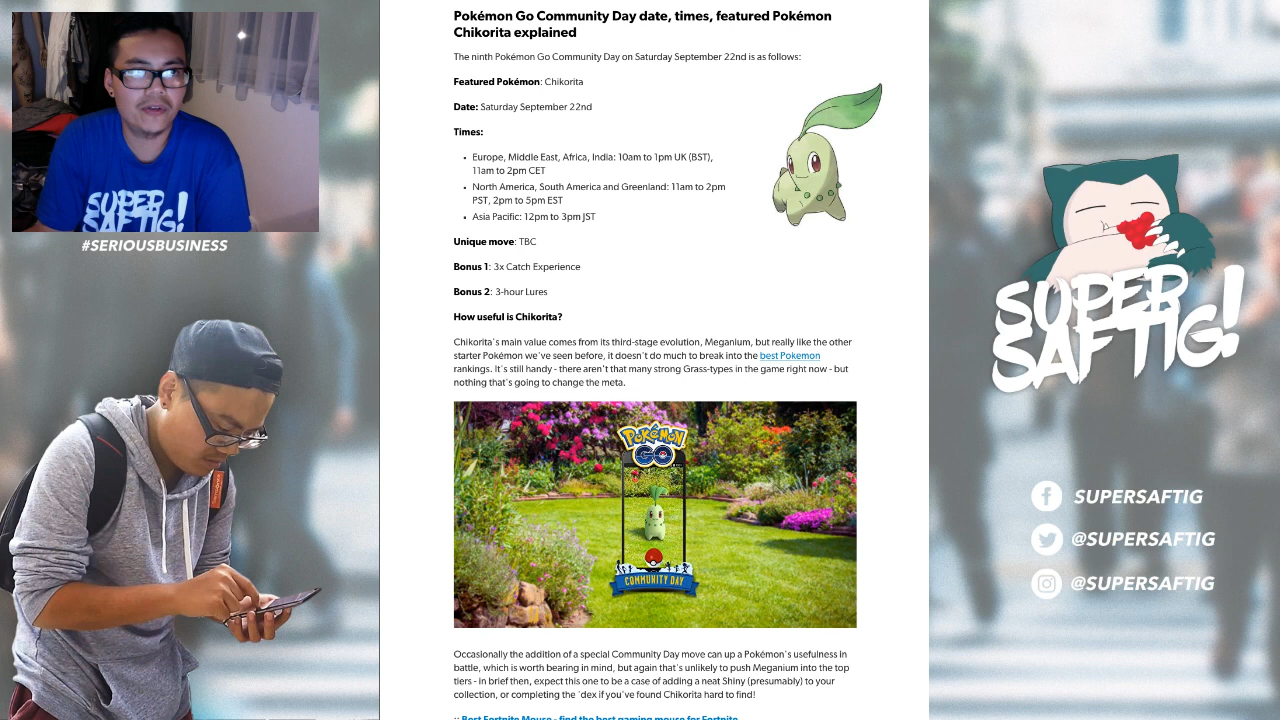 Pokémon Go Community Day date, times, featured Pokémon
Chikorita explained
The ninth Pokémon Go Community Day on Saturday September 22nd is as follows:
Featured Pokémon: Chikorita
Date: Saturday September 22nd
Times:
• Europe, Middle East, Africa, India: 10am to 1pm UK (BST),
11am to 2pm CET
• North America, South America and Greenland: 11am to 2pm
PST, 2pm to 5pm EST
• Asia Pacific: 12pm to 3pm JST
Unique move: TBC
Bonus 1: 3x Catch Experience
Bonus 2: 3-hour Lures
How useful is Chikorita?
Chikorita's main value comes from its third-stage evolution, Meganium, but really like the other
starter Pokémon we've seen before, it doesn't do much to break into the best Pokemon
rankings. It's still handy - there aren't that many strong Grass-types in the game right now - but
nothing that's going to change the meta.
POKÉMON
GO
COMMUNITY DAY
Occasionally the addition of a special Community Day move can up a Pokémon's usefulness in
battle, which is worth bearing in mind, but again that's unlikely to push Meganium into the top
tiers - in brief then, expect this one to be a case of adding a neat Shiny (presumably) to your
collection, or completing the 'dex if you've found Chikorita hard to find!
:: Best Fortnite Mouse - find the best gaming mouse for Fortnite
SUPER
SAFTIG!
#SERIOUSBUSINESS
SUPER
SAFTIG!
SUPERSAFTIG
@SUPERSAFTIG
@SUPERSAFTIG